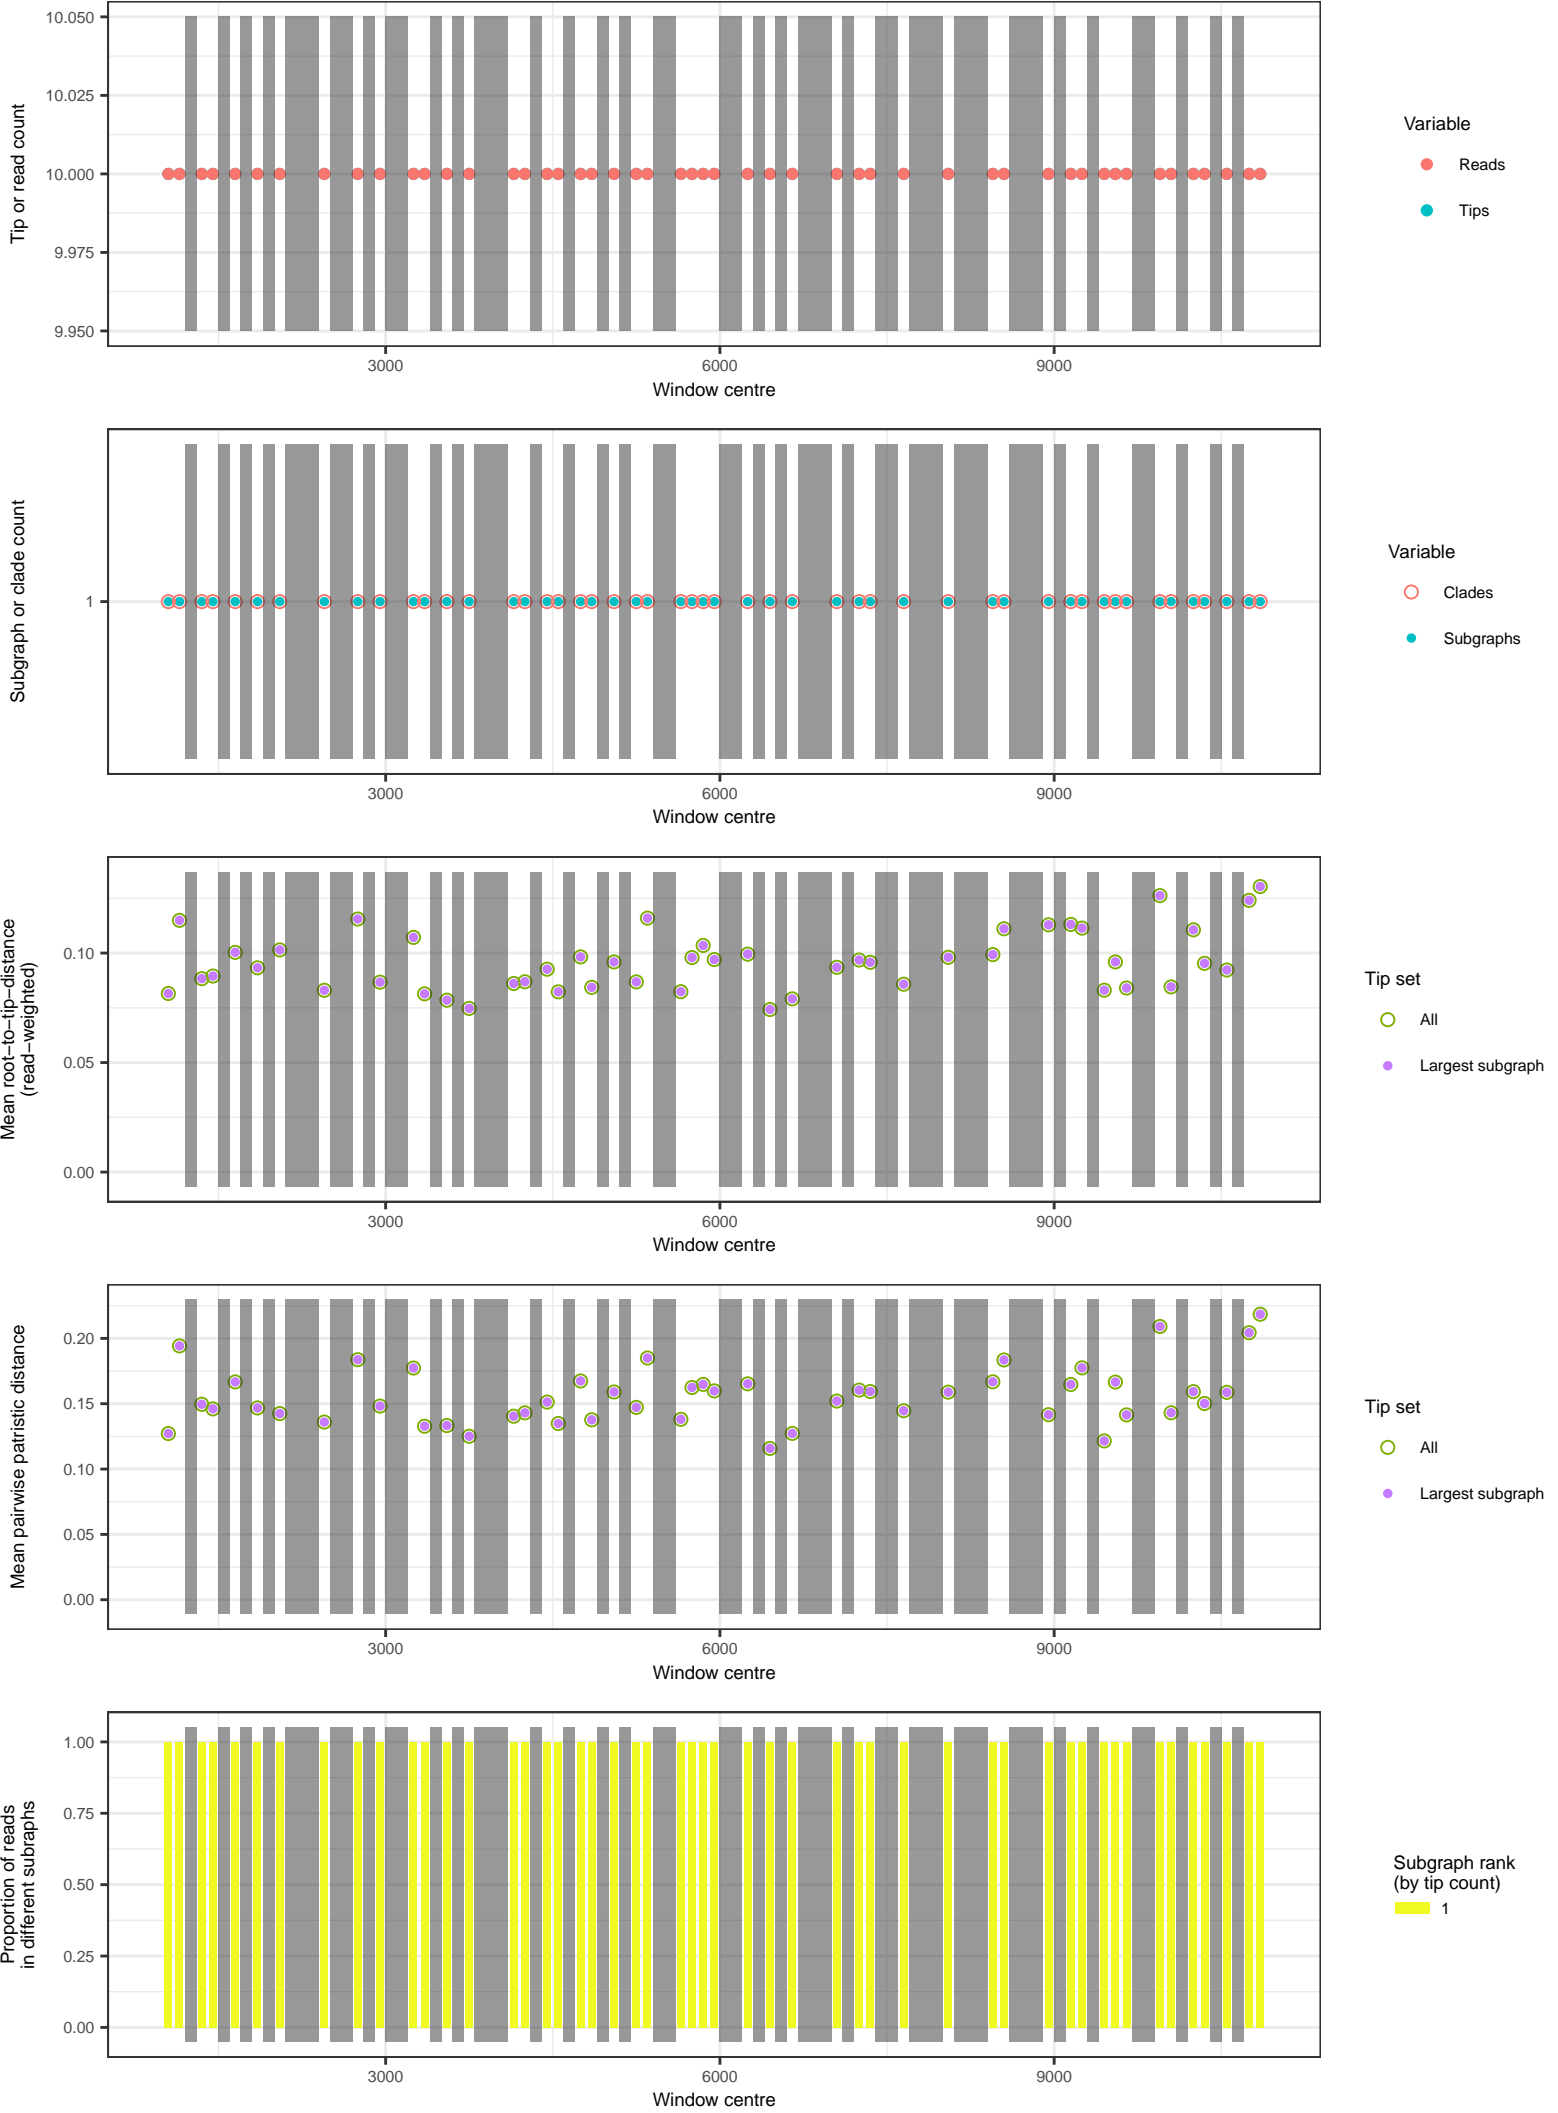 10.050
10.025
10.000
9.975
9.950
Tip or read count
3000
6000
9000
Window centre
Variable
Reads
Tips
1
Subgraph or clade count
3000
6000
9000
Window centre
Variable
Clades
Subgraphs
0.10
0.05
0.00
Mean root−to−tip−distance
(read−weighted)
3000
6000
9000
Window centre
Tip set
All
Largest subgraph
0.20
0.15
0.10
0.05
0.00
Mean pairwise patristic distance
3000
6000
9000
Window centre
Tip set
All
Largest subgraph
1.00
0.75
0.50
0.25
0.00
Proportion of reads
in different subraphs
3000
6000
9000
Window centre
Subgraph rank
(by tip count)
1